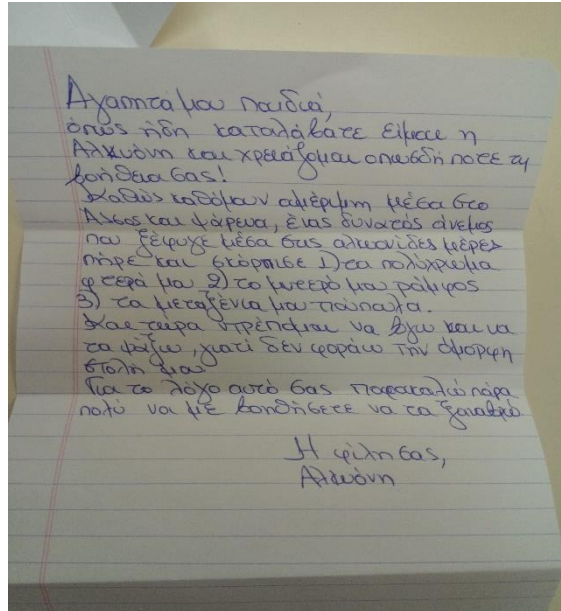 Αγαπητά μου παιδιά,
όπως ήδη καταλάβατε είμαι η
Αλκυόνη και χρειάζομαι οπωσδήποτε τη
βοήθεια σας!
Καθώς καθόμουν αμέριμνη μέσα στο
Άλσος και ψάρευα, ένας δυνατός άνεμος
που ξέφυγε μέσα στις αλκυονίδες μέρες
πήρε και σκόρπισε 1) τα πολύχρωμα
φτερά μου 2) το μυτερό μου ράμφος
3) τα μεταξένια μου πούπουλα.
Και τώρα ντρέπομαι να βγω και να
τα ψάξω, γιατί δεν φοράω την όμορφη
στολή μου
Για το λόγο αυτό σας παρακαλώ πάρα
πολύ να με βοηθήσετε να τα ξαναβρώ
Η φίλη σας,
Αλκυόνη